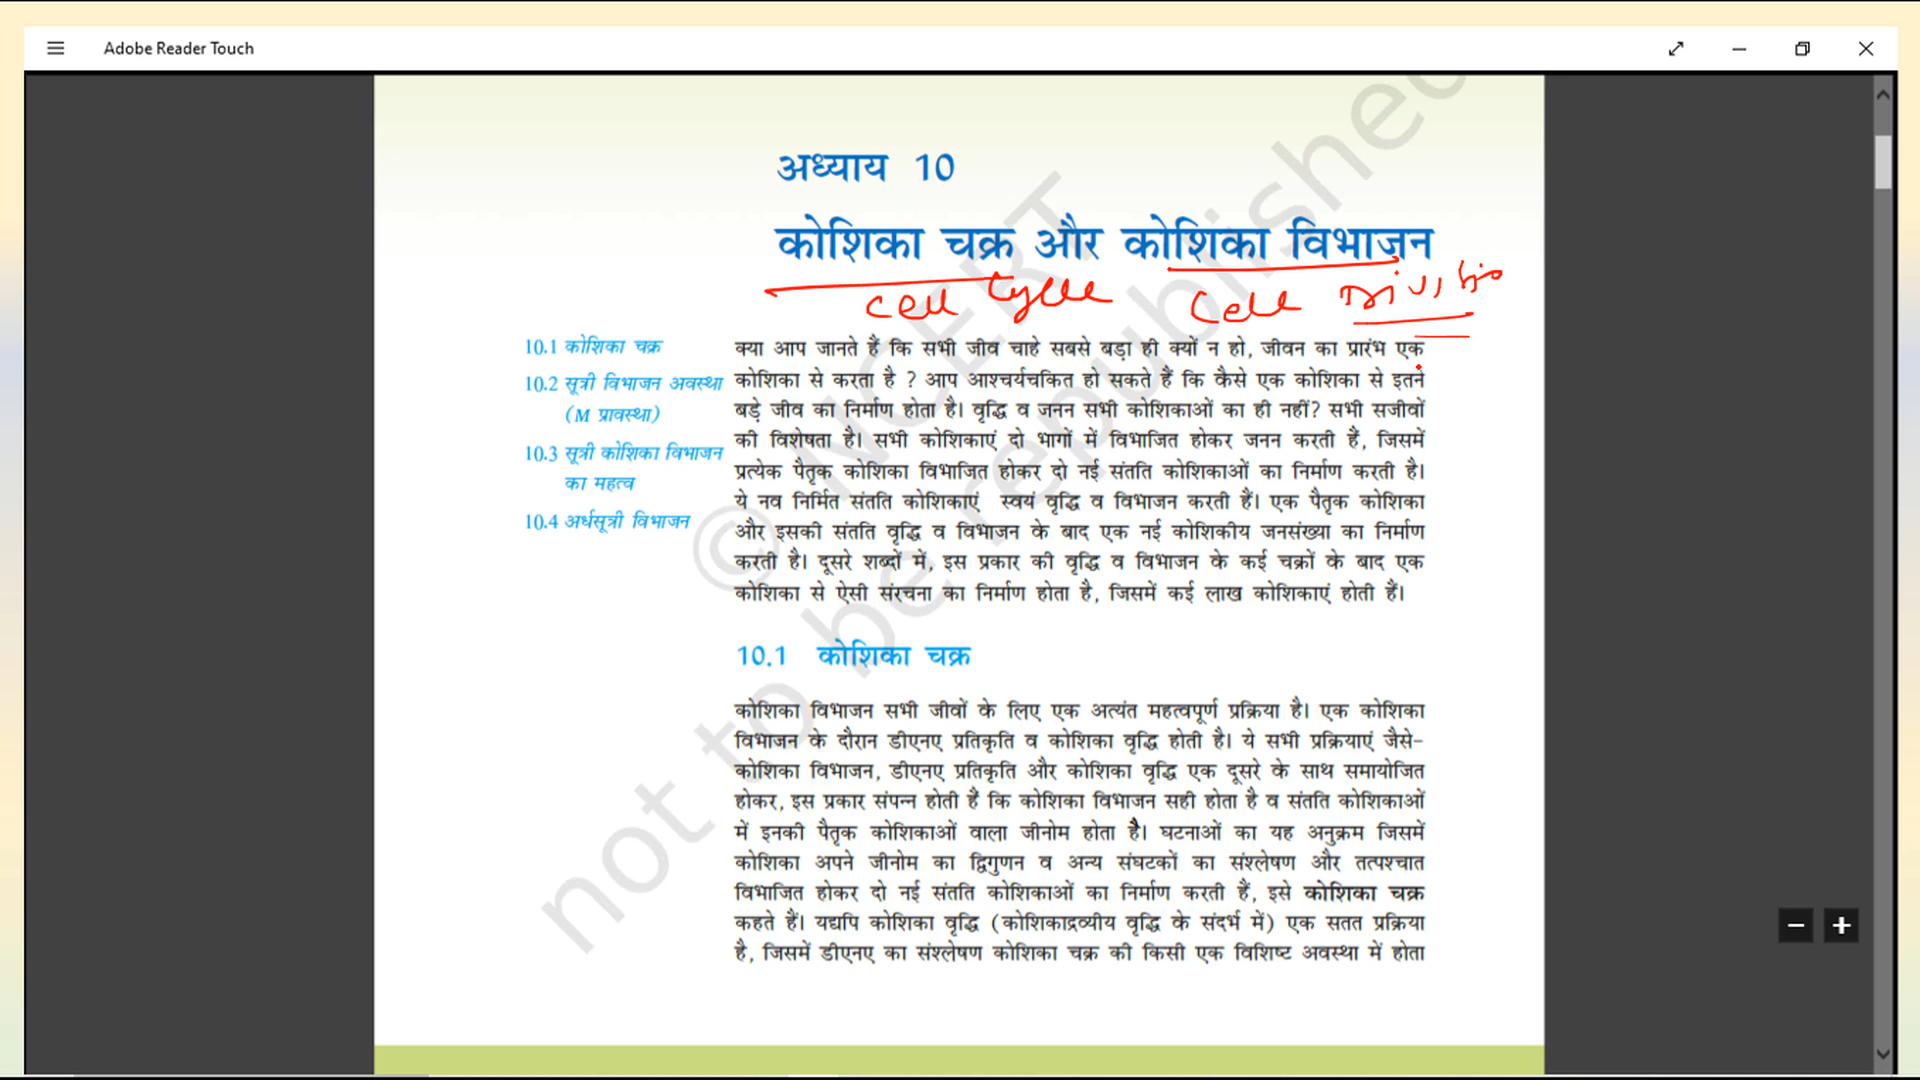 Adobe Reader Touch
अध्याय 10
कोशिका चक्र और कोशिका विभाजन
Cell Cycle Cell
10.1 कोशिका चक्र
10.2 सूत्री विभाजन अवस्था
(M प्रावस्था)
10.3 सूत्री कोशिका विभाजन
का महत्व
10.4 अर्धसूत्री विभाजन
क्या आप जानते हैं कि सभी जीव चाहे सबसे बड़ा ही क्यों न हो, जीवन का प्रारंभ एक
कोशिका से करता है ? आप आश्चर्यचकित हो सकते हैं कि कैसे एक कोशिका से इतने
बड़े जीव का निर्माण होता है। वृद्धि व जनन सभी कोशिकाओं का ही नहीं? सभी सजीवों
की विशेषता है। सभी कोशिकाएं दो भागों में विभाजित होकर जनन करती हैं, जिसमें
प्रत्येक पैतृक कोशिका विभाजित होकर दो नई संतति कोशिकाओं का निर्माण करती है।
ये नव निर्मित संतति कोशिकाएं स्वयं वृद्धि व विभाजन करती हैं। एक पैतृक कोशिका
और इसकी संतति वृद्धि व विभाजन के बाद एक नई कोशिकीय जनसंख्या का निर्माण
करती है। दूसरे शब्दों में, इस प्रकार की वृद्धि व विभाजन के कई चक्रों के बाद एक
कोशिका से ऐसी संरचना का निर्माण होता है, जिसमें कई लाख कोशिकाएं होती हैं।
10.1 कोशिका चक्र
कोशिका विभाजन सभी जीवों के लिए एक अत्यंत महत्वपूर्ण प्रक्रिया है। एक कोशिका
विभाजन के दौरान डीएनए प्रतिकृति व कोशिका वृद्धि होती है। ये सभी प्रक्रियाएं जैसे-
कोशिका विभाजन, डीएनए प्रतिकृति और कोशिका वृद्धि एक दूसरे के साथ समायोजित
होकर, इस प्रकार संपन्न होती हैं कि कोशिका विभाजन सही होता है व संतति कोशिकाओं
में इनकी पैतृक कोशिकाओं वाला जीनोम होता है। घटनाओं का यह अनुक्रम जिसमें
कोशिका अपने जीनोम का द्विगुणन व अन्य संघटकों का संश्लेषण और तत्पश्चात
विभाजित होकर दो नई संतति कोशिकाओं का निर्माण करती हैं, इसे कोशिका चक्र
कहते हैं। यद्यपि कोशिका वृद्धि (कोशिकाद्रव्यीय वृद्धि के संदर्भ में) एक सतत प्रक्रिया
है, जिसमें डीएनए का संश्लेषण कोशिका चक्र की किसी एक विशिष्ट अवस्था में होता
© NCERT
not to be republished